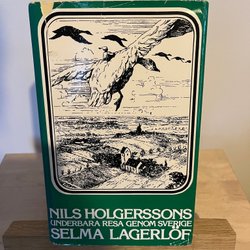 NILS HOLGERSSONS
UNDERBARA RESA GENOM SVERIGE
SELMA LAGERLÖF